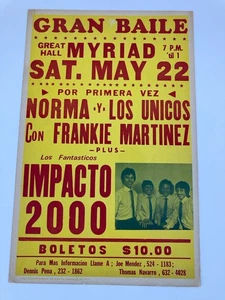 GRAN BAILE
GREAT HALL MYRIAD 7 P.M. 'til 1
SAT. MAY 22
POR PRIMERA VEZ
NORMA Y LOS UNICOS
Con FRANKIE MARTINEZ
—PLUS—
Los Fantasticos
IMPACTO
2000
BOLETOS $10.00
Para Mas Informacion Llame A ; Joe Mendez , 524 - 1183 ;
Dennis Pena , 232 - 1862 Thomas Navarro , 632 - 4028